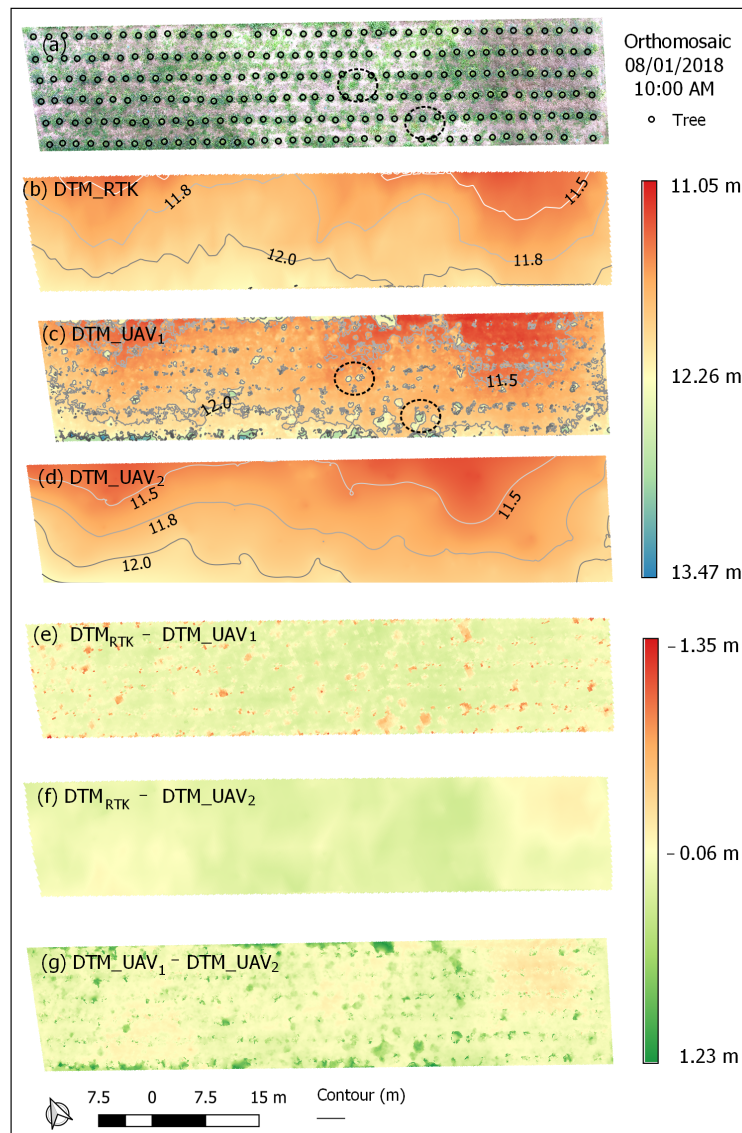 (a)
Orthomosaic
08/01/2018
10:00 AM
Tree
(b) DTM_RTK
11.8
11.5
12.0
11.8
11.05 m
12.26 m
13.47 m
(c) DTM_UAV₁
11.5
12.0
(d) DTM_UAV₂
11.5
11.5
11.8
12.0
(e) DTM_RTK – DTM_UAV₁
(f) DTM_RTK – DTM_UAV₂
(g) DTM_UAV₁ – DTM_UAV₂
– 1.35 m
– 0.06 m
1.23 m
7.5 0 7.5 15 m
Contour (m)